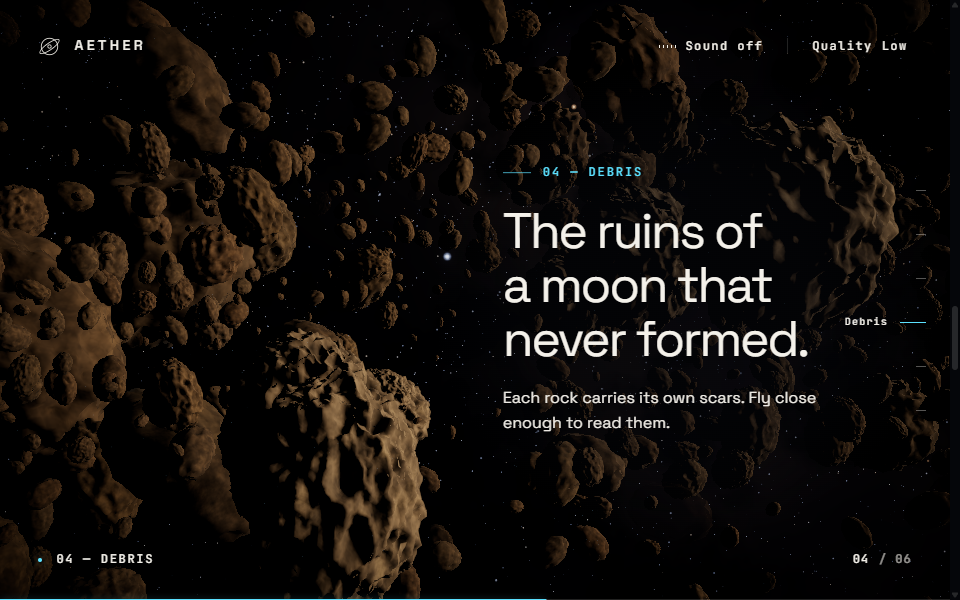 AETHER
Sound off
Quality Low
04 — DEBRIS
The ruins of
a moon that
never formed.
Debris
Each rock carries its own scars. Fly close
enough to read them.
04 — DEBRIS
04 / 06